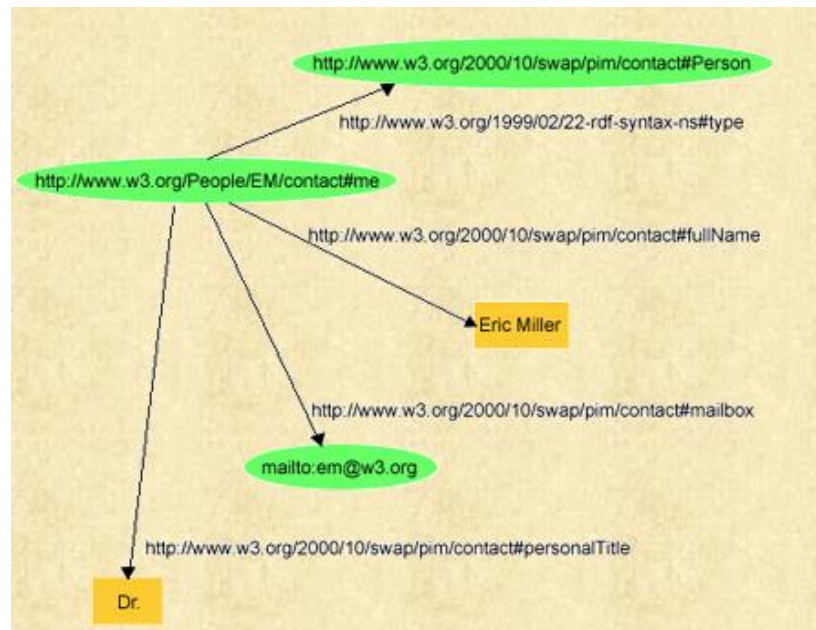 http://www.w3.org/2000/10/swap/pim/contact#Person
http://www.w3.org/1999/02/22-rdf-syntax-ns#type
http://www.w3.org/People/EM/contact#me
http://www.w3.org/2000/10/swap/pim/contact#fullName
Eric Miller
http://www.w3.org/2000/10/swap/pim/contact#mailbox
mailto:em@w3.org
http://www.w3.org/2000/10/swap/pim/contact#personalTitle
Dr.